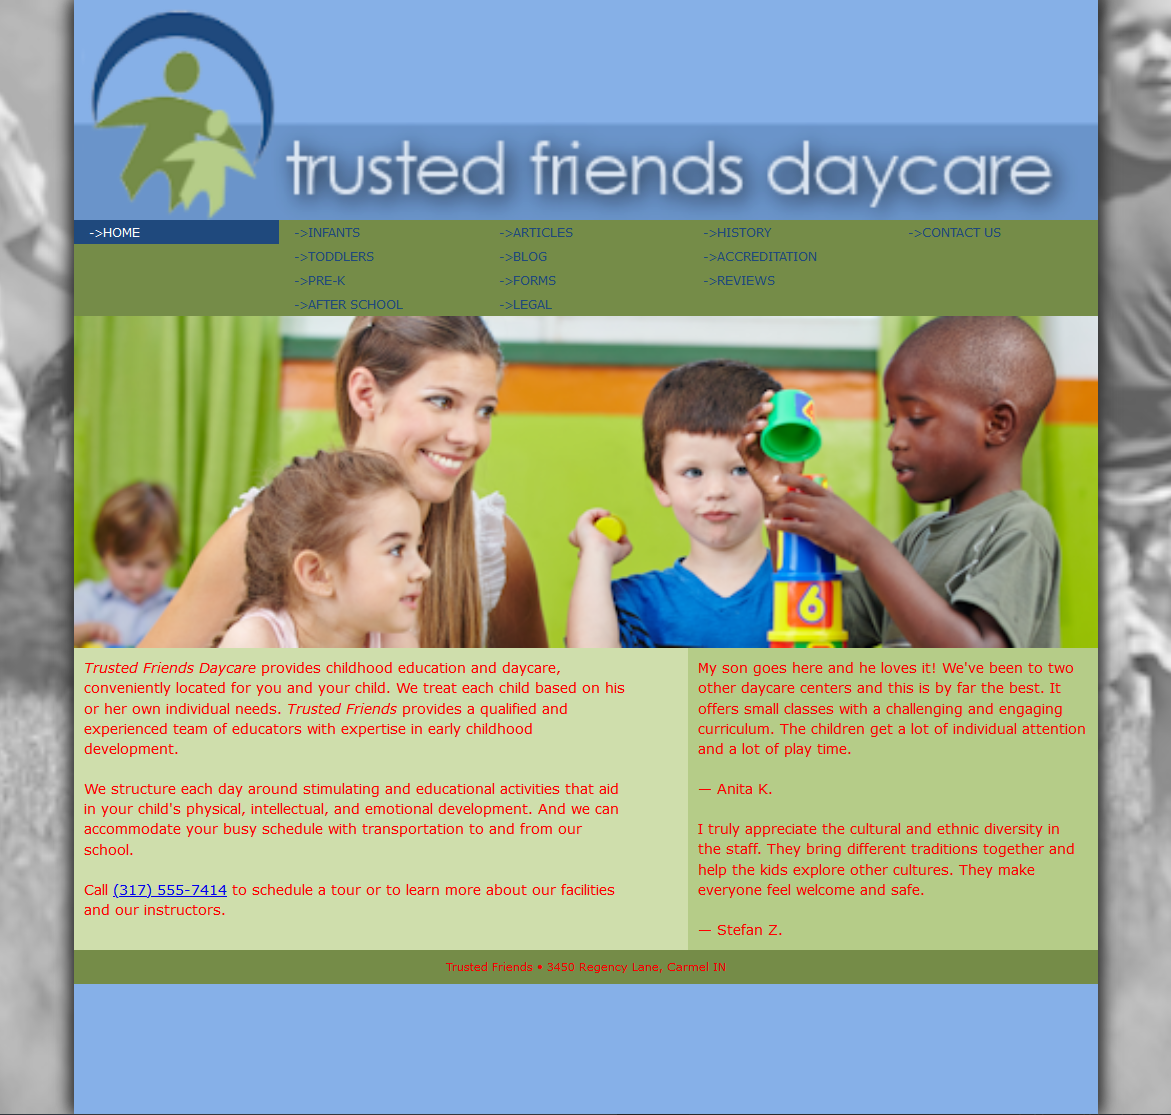 trusted friends daycare
->HOME
->INFANTS
->TODDLERS
->PRE-K
->AFTER SCHOOL
->ARTICLES
->BLOG
->FORMS
->LEGAL
->HISTORY
->ACCREDITATION
->REVIEWS
->CONTACT US
6
Trusted Friends Daycare provides childhood education and daycare,
conveniently located for you and your child. We treat each child based on his
or her own individual needs. Trusted Friends provides a qualified and
experienced team of educators with expertise in early childhood
development.
We structure each day around stimulating and educational activities that aid
in your child's physical, intellectual, and emotional development. And we can
accommodate your busy schedule with transportation to and from our
school.
Call (317) 555-7414 to schedule a tour or to learn more about our facilities
and our instructors.
My son goes here and he loves it! We've been to two
other daycare centers and this is by far the best. It
offers small classes with a challenging and engaging
curriculum. The children get a lot of individual attention
and a lot of play time.
— Anita K.
I truly appreciate the cultural and ethnic diversity in
the staff. They bring different traditions together and
help the kids explore other cultures. They make
everyone feel welcome and safe.
— Stefan Z.
Trusted Friends • 3450 Regency Lane, Carmel IN